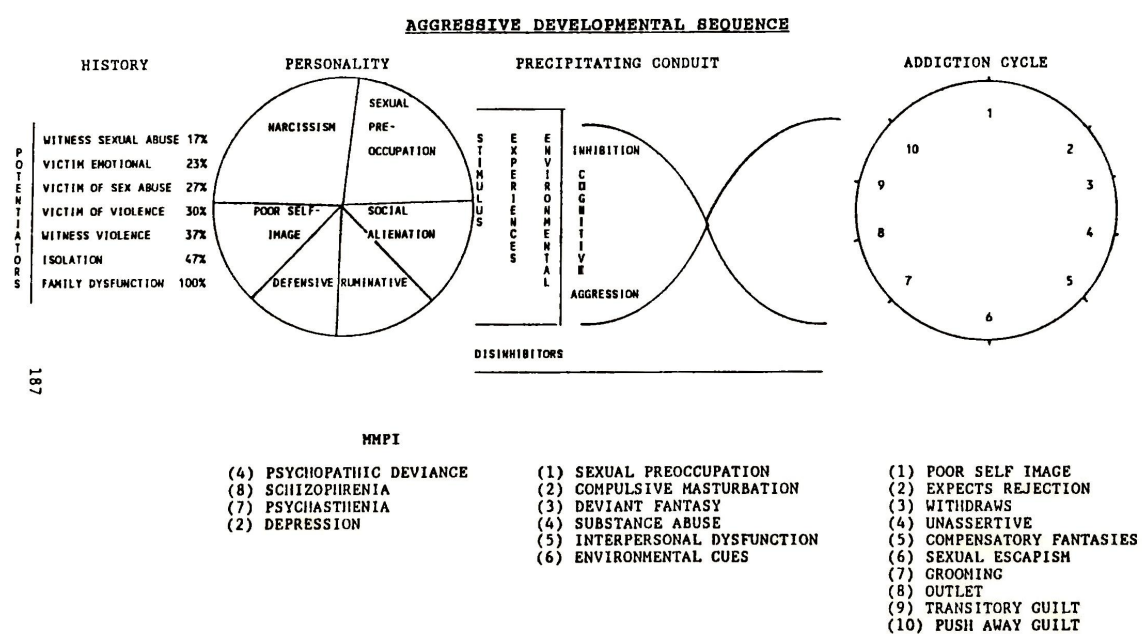 AGGRESSIVE DEVELOPMENTAL SEQUENCE
HISTORY
POTENTIATORS
WITNESS SEXUAL ABUSE 17%
VICTIM EMOTIONAL 23%
VICTIM OF SEX ABUSE 27%
VICTIM OF VIOLENCE 30%
WITNESS VIOLENCE 37%
ISOLATION 47%
FAMILY DYSFUNCTION 100%
PERSONALITY
NARCISSISM
SEXUAL
PRE-
OCCUPATION
POOR SELF-
IMAGE
SOCIAL
ALIENATION
DEFENSIVE
RUMINATIVE
PRECIPITATING CONDUIT
STIMULUS
EXPERIENCES
ENVIRONMENTAL
INHIBITION
COGNITIVE
AGGRESSION
DISINHIBITORS
ADDICTION CYCLE
1
2
3
4
5
6
7
8
9
10
187
MMPI
(4) PSYCHOPATHIC DEVIANCE
(8) SCHIZOPHRENIA
(7) PSYCHASTHENIA
(2) DEPRESSION
(1) SEXUAL PREOCCUPATION
(2) COMPULSIVE MASTURBATION
(3) DEVIANT FANTASY
(4) SUBSTANCE ABUSE
(5) INTERPERSONAL DYSFUNCTION
(6) ENVIRONMENTAL CUES
(1) POOR SELF IMAGE
(2) EXPECTS REJECTION
(3) WITHDRAWS
(4) UNASSERTIVE
(5) COMPENSATORY FANTASIES
(6) SEXUAL ESCAPISM
(7) GROOMING
(8) OUTLET
(9) TRANSITORY GUILT
(10) PUSH AWAY GUILT